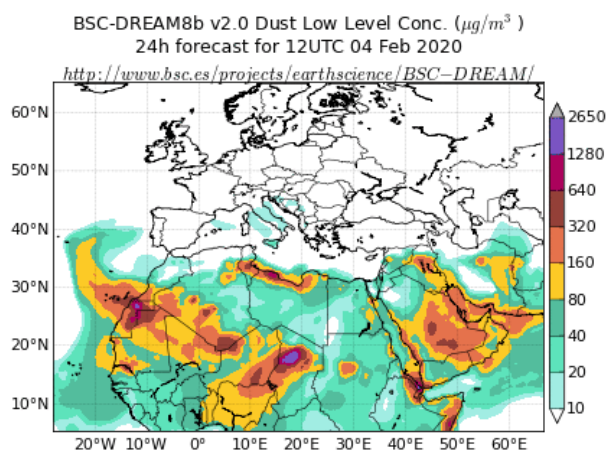 BSC-DREAM8b v2.0 Dust Low Level Conc. (μg/m³ )
24h forecast for 12UTC 04 Feb 2020
http://www.bsc.es/projects/earthscience/BSC−DREAM/
60°N
50°N
40°N
30°N
20°N
10°N
20°W 10°W 0° 10°E 20°E 30°E 40°E 50°E 60°E
2650
1280
640
320
160
80
40
20
10